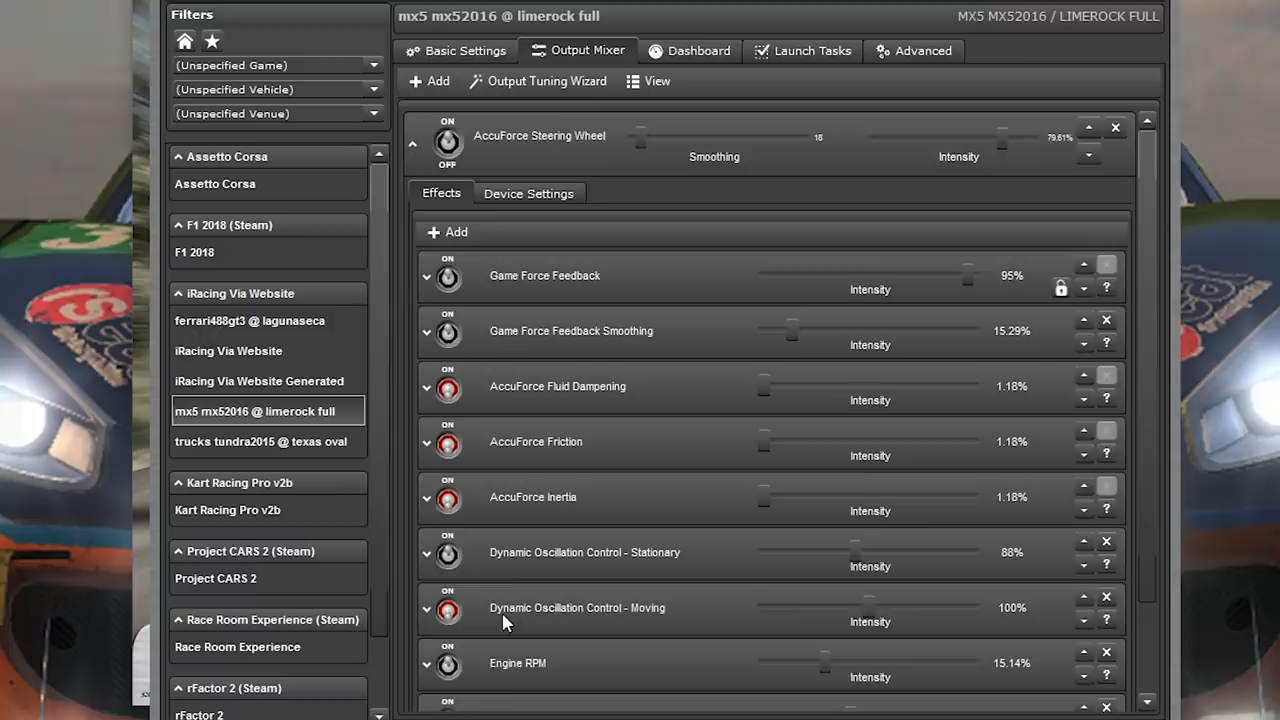 Filters
mx5 mx52016 @ limerock full
MX5 MX52016 / LIMEROCK FULL
(Unspecified Game)
(Unspecified Vehicle)
(Unspecified Venue)
Basic Settings
Output Mixer
Dashboard
Launch Tasks
Advanced
Add
Output Tuning Wizard
View
Assetto Corsa
Assetto Corsa
F1 2018 (Steam)
F1 2018
iRacing Via Website
ferrari488gt3 @ lagunaseca
iRacing Via Website
iRacing Via Website Generated
mx5 mx52016 @ limerock full
trucks tundra2015 @ texas oval
Kart Racing Pro v2b
Kart Racing Pro v2b
Project CARS 2 (Steam)
Project CARS 2
Race Room Experience (Steam)
Race Room Experience
rFactor 2 (Steam)
rFactor 2
ON
OFF
AccuForce Steering Wheel
18
Smoothing
79.61%
Intensity
Effects
Device Settings
Add
ON
Game Force Feedback
95%
Intensity
?
ON
Game Force Feedback Smoothing
15.29%
Intensity
?
ON
AccuForce Fluid Dampening
1.18%
Intensity
?
ON
AccuForce Friction
1.18%
Intensity
?
ON
AccuForce Inertia
1.18%
Intensity
?
ON
Dynamic Oscillation Control - Stationary
88%
Intensity
?
ON
Dynamic Oscillation Control - Moving
100%
Intensity
?
ON
Engine RPM
15.14%
Intensity
?
ON